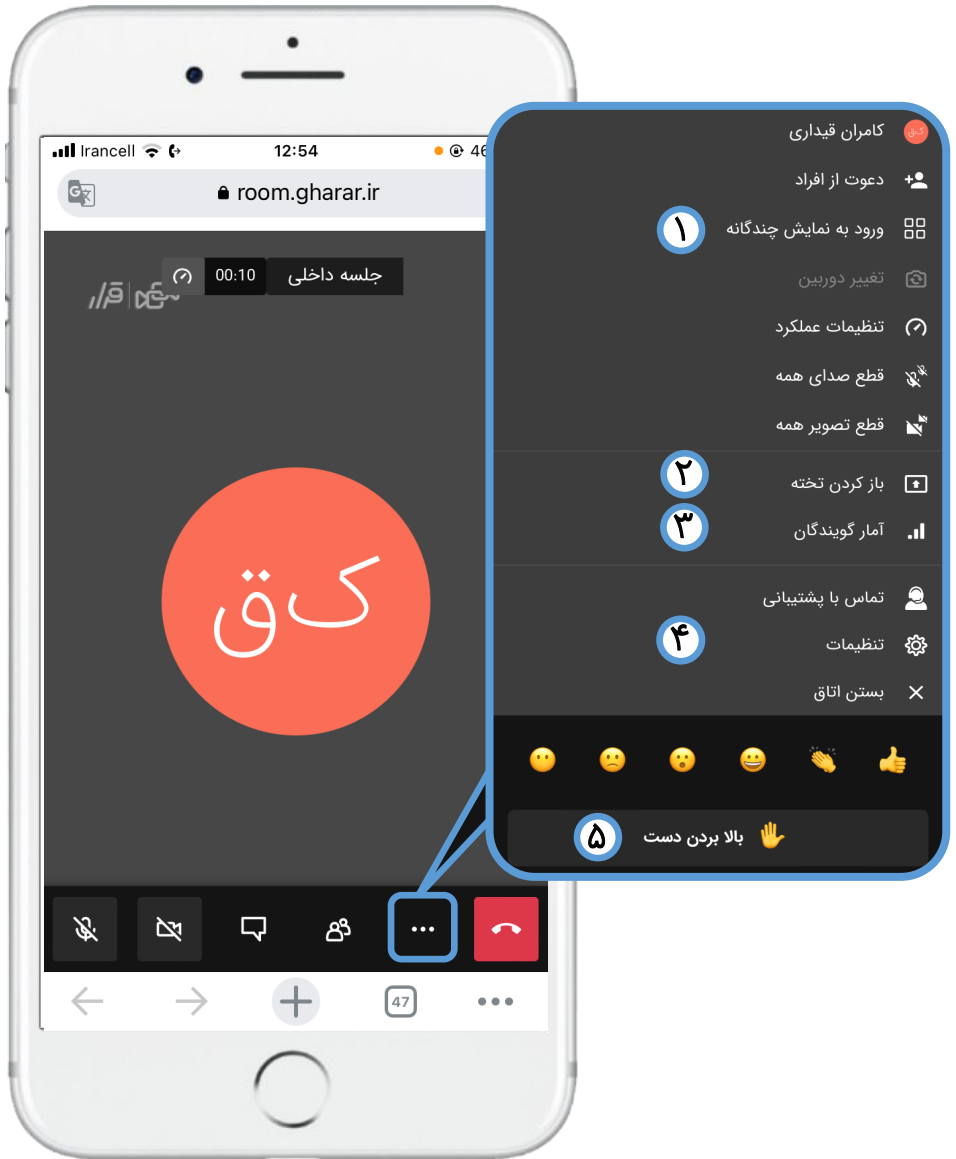 Irancell
12:54
46
room.gharar.ir
جلسه داخلی
00:10
قرار
ک‌ق
47
کامران قیداری
ک‌ق
دعوت از افراد
ورود به نمایش چندگانه
۱
تغییر دوربین
تنظیمات عملکرد
قطع صدای همه
قطع تصویر همه
باز کردن تخته
۲
آمار گویندگان
۳
تماس با پشتیبانی
تنظیمات
۴
بستن اتاق
بالا بردن دست
۵